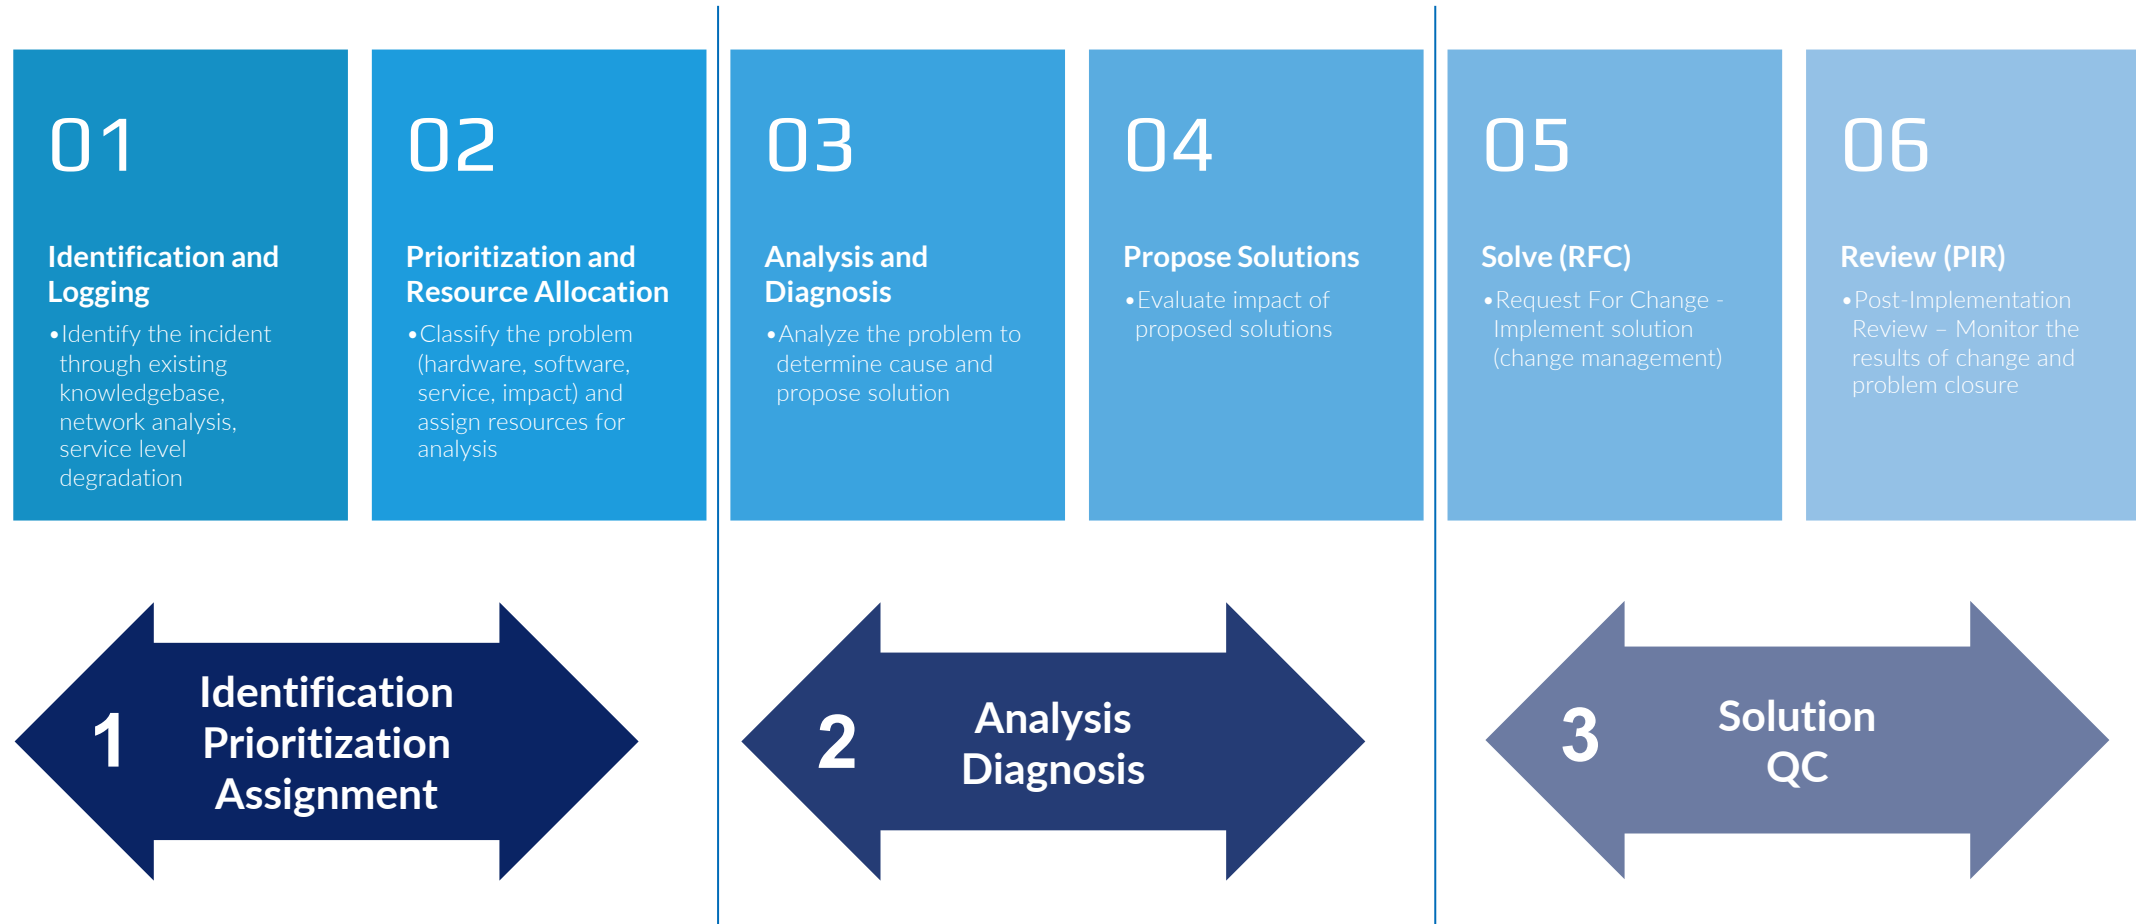 01
Identification and
Logging
•Identify the incident
through existing
knowledgebase,
network analysis,
service level
degradation
02
Prioritization and
Resource Allocation
•Classify the problem
(hardware, software,
service, impact) and
assign resources for
analysis
03
Analysis and
Diagnosis
•Analyze the problem to
determine cause and
propose solution
04
Propose Solutions
•Evaluate impact of
proposed solutions
05
Solve (RFC)
•Request For Change -
Implement solution
(change management)
06
Review (PIR)
•Post-Implementation
Review – Monitor the
results of change and
problem closure
1
Identification
Prioritization
Assignment
2
Analysis
Diagnosis
3
Solution
QC